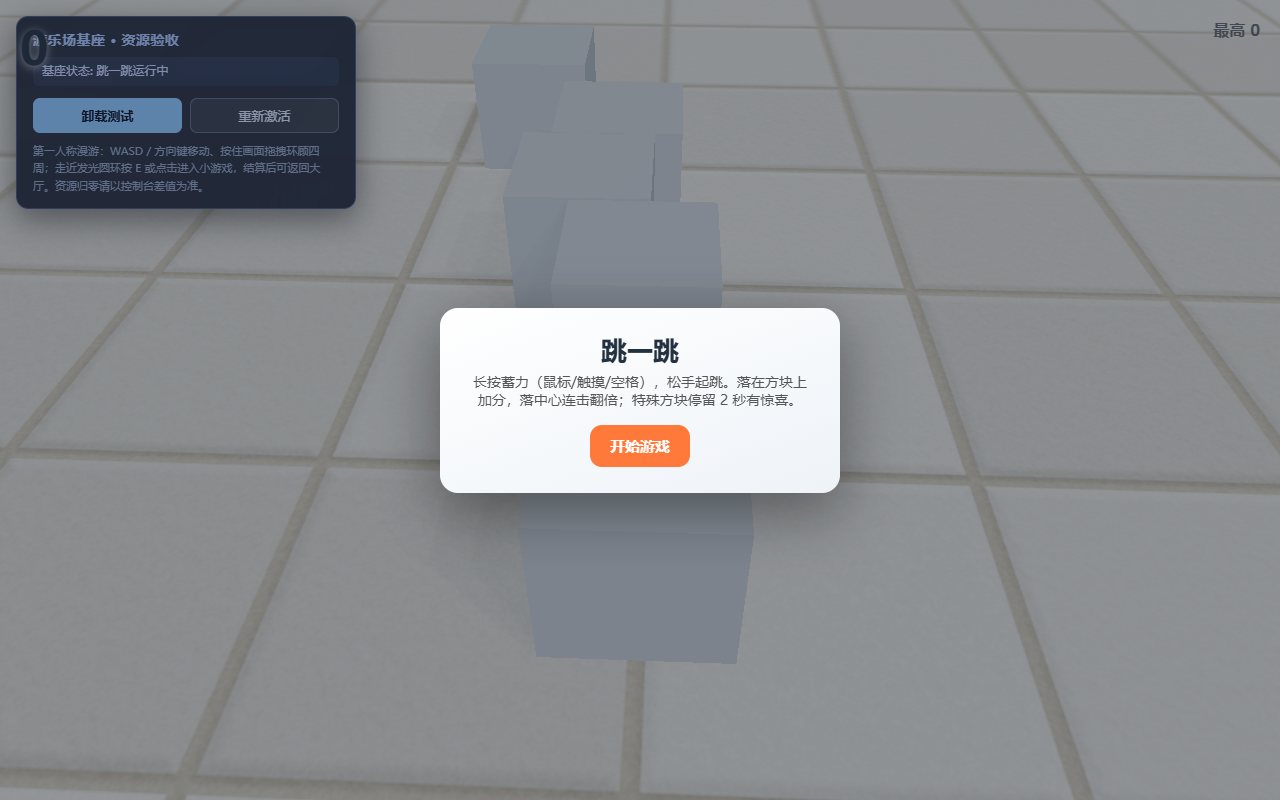 0
乐场基座 • 资源验收
最高 0
基座状态: 跳一跳运行中
卸载测试
重新激活
第一人称漫游：WASD / 方向键移动、按住画面拖拽环顾四
周；走近发光圆环按 E 或点击进入小游戏，结算后可返回大
厅。资源归零请以控制台差值为准。
跳一跳
长按蓄力（鼠标/触摸/空格），松手起跳。落在方块上
加分，落中心连击翻倍；特殊方块停留 2 秒有惊喜。
开始游戏